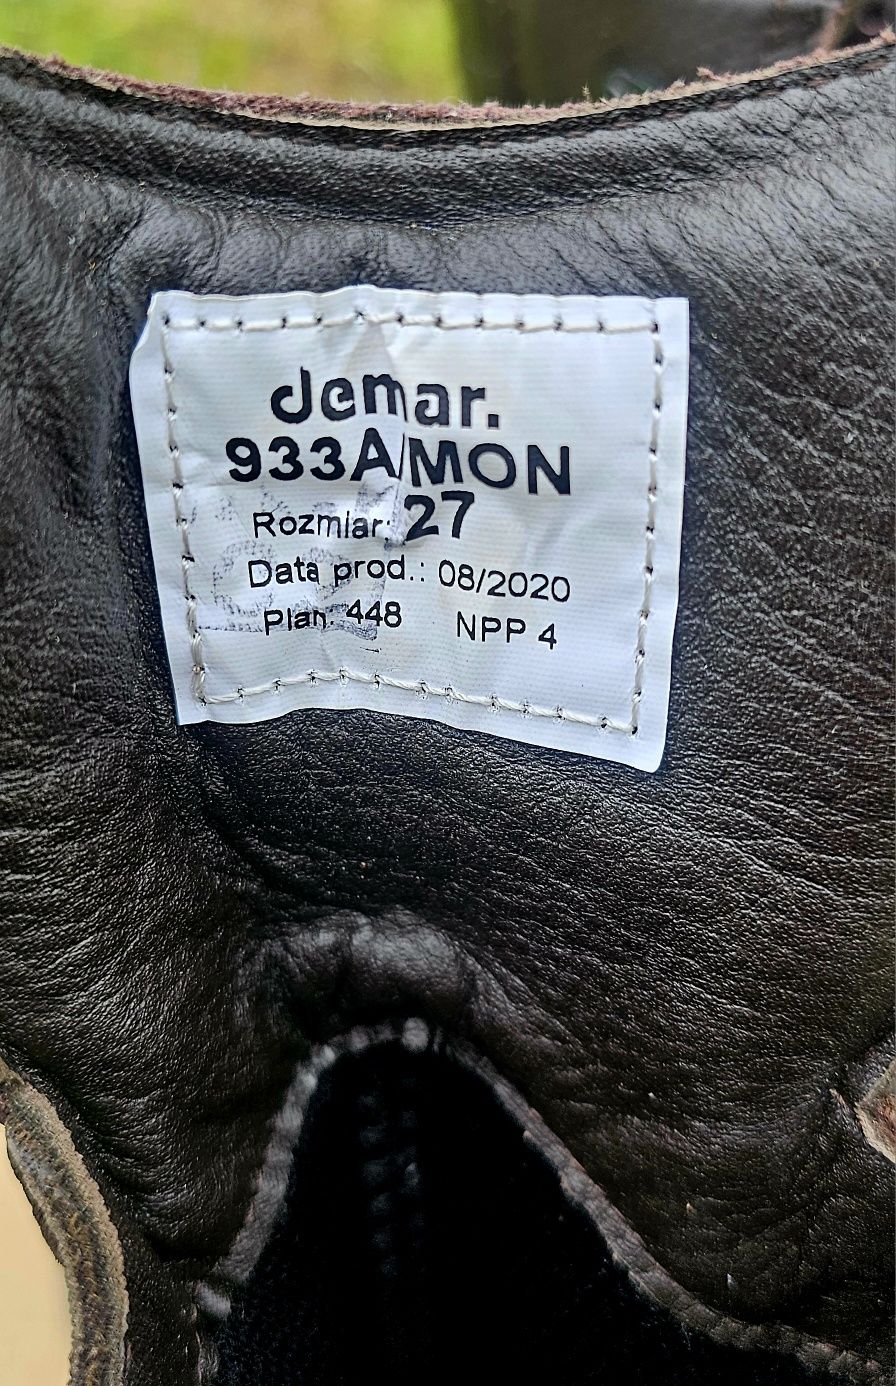 demar.
933A/MON
Rozmiar: 27
Data prod.: 08/2020
Plan: 448 NPP 4